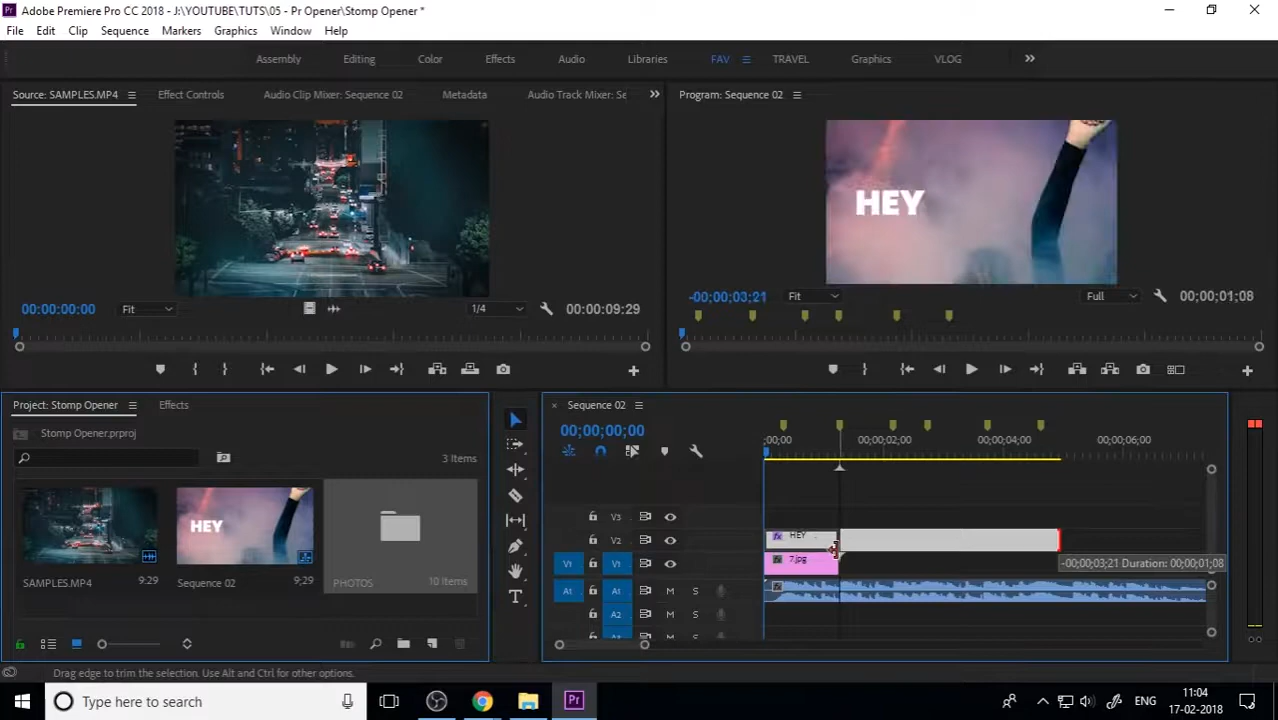 Pr Adobe Premiere Pro CC 2018 - J:\YOUTUBE\TUTS\05 - Pr Opener\Stomp Opener *
File Edit Clip Sequence Markers Graphics Window Help
Assembly Editing Color Effects Audio Libraries FAV TRAVEL Graphics VLOG
Source: SAMPLES.MP4 Effect Controls Audio Clip Mixer: Sequence 02 Metadata Audio Track Mixer: Se Program: Sequence 02
HEY
00:00:00:00 Fit 1/4 00:00:09:29 -00;00;03;21 Fit Full 00;00;01;08
Project: Stomp Opener Effects
Stomp Opener.prproj
3 Items
HEY
SAMPLES.MP4 9:29 Sequence 02 9;29 PHOTOS 10 Items
Sequence 02
00;00;00;00
;00;00 00;00;02;00 00;00;04;00 00;00;06;00
V3
V2 fx HEY
V1 V1 fx 7.jpg
-00;00;03;21 Duration: 00;00;01;08
A1 A1 M S
A2 M S
Drag edge to trim the selection. Use Alt and Ctrl for other options.
Type here to search Pr ENG 11:04
17-02-2018